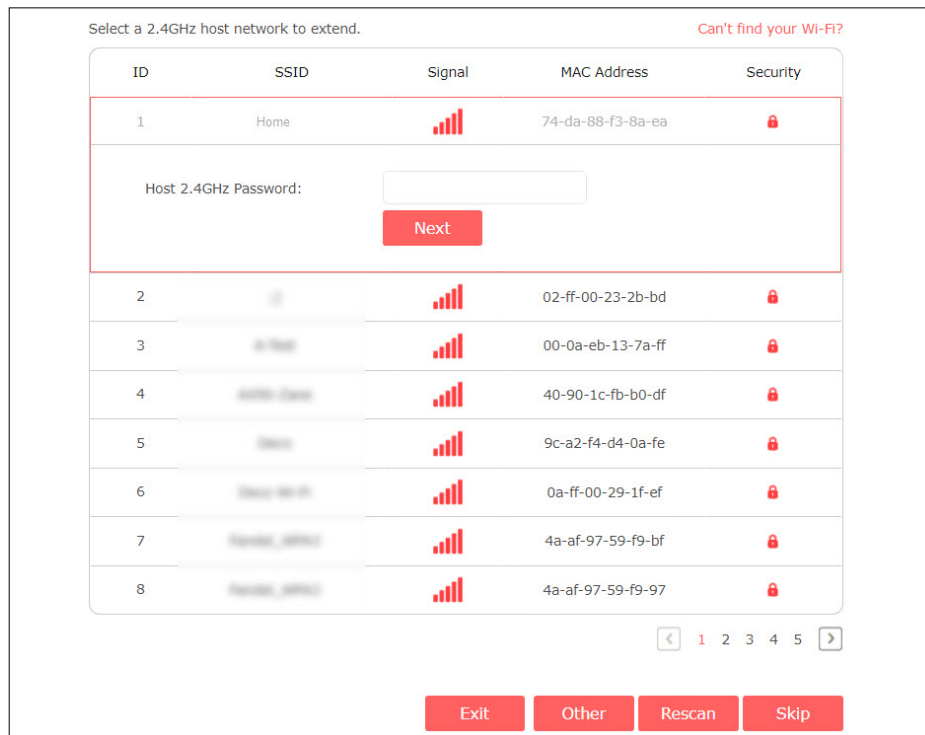 Select a 2.4GHz host network to extend. Can't find your Wi-Fi?
ID SSID Signal MAC Address Security
1 Home 74-da-88-f3-8a-ea
Host 2.4GHz Password:
Next
2 02-ff-00-23-2b-bd
3 00-0a-eb-13-7a-ff
4 40-90-1c-fb-b0-df
5 9c-a2-f4-d4-0a-fe
6 0a-ff-00-29-1f-ef
7 4a-af-97-59-f9-bf
8 4a-af-97-59-f9-97
< 1 2 3 4 5 >
Exit Other Rescan Skip